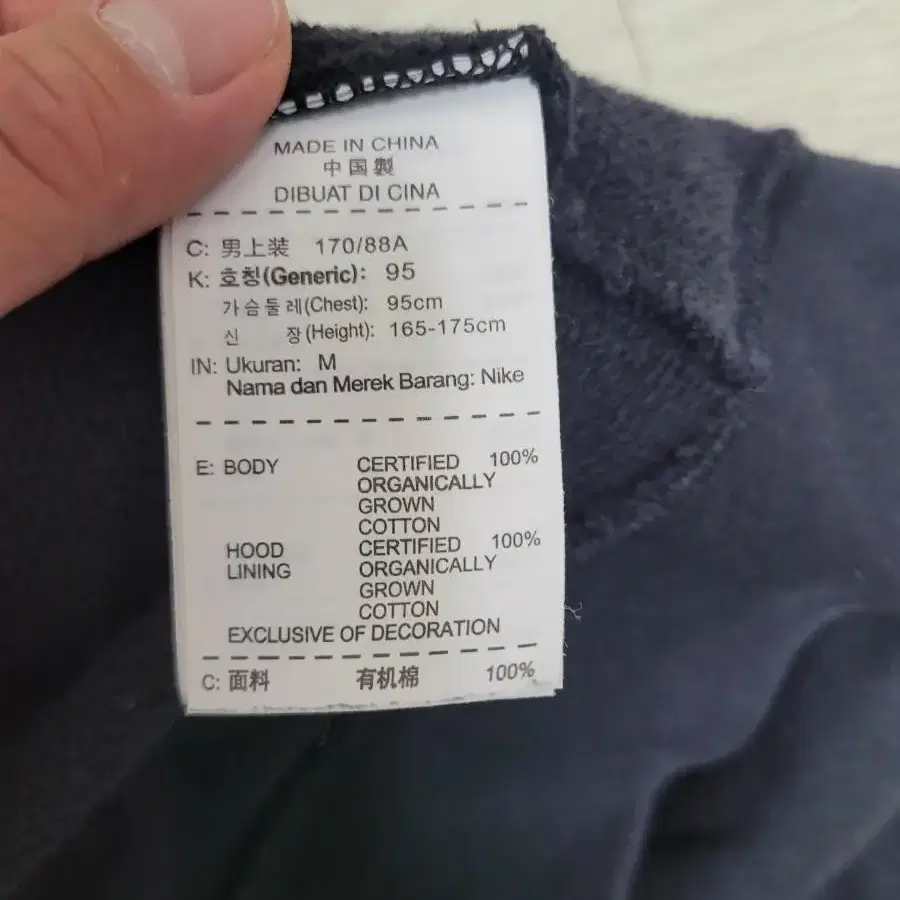 MADE IN CHINA
中国製
DIBUAT DI CINA
C: 男上装 170/88A
K: 호칭(Generic): 95
가슴둘레(Chest): 95cm
신 장(Height): 165-175cm
IN: Ukuran: M
Nama dan Merek Barang: Nike
E: BODY CERTIFIED 100%
ORGANICALLY
GROWN
COTTON
HOOD CERTIFIED 100%
LINING ORGANICALLY
GROWN
COTTON
EXCLUSIVE OF DECORATION
C: 面料 有机棉 100%